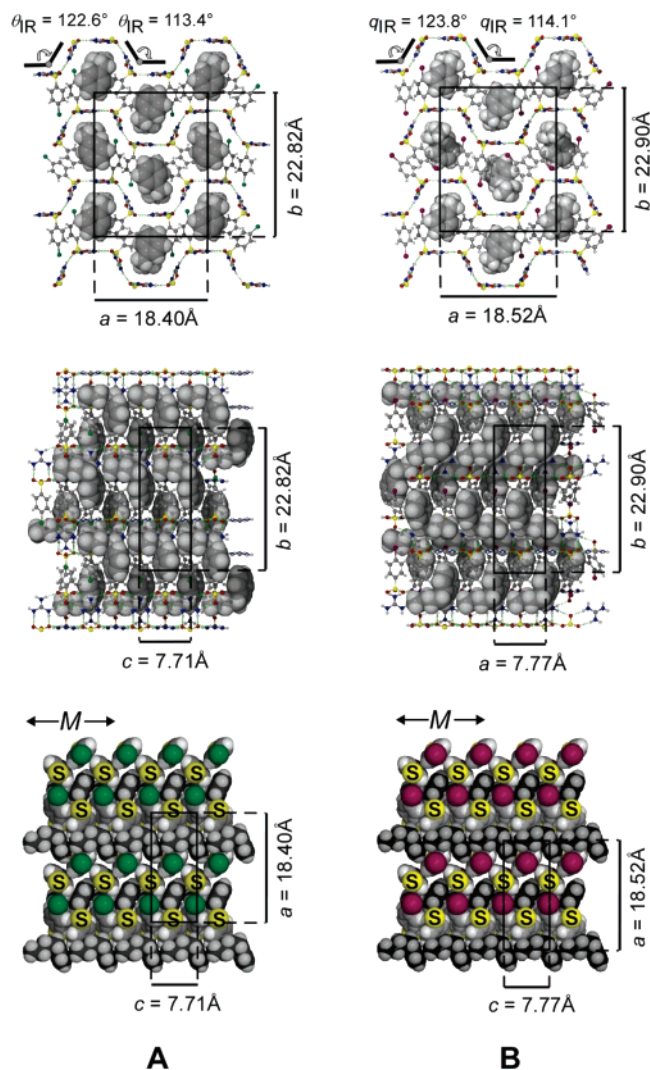 θIR = 122.6° θIR = 113.4°
qIR = 123.8° qIR = 114.1°
b = 22.82Å
b = 22.90Å
a = 18.40Å
a = 18.52Å
b = 22.82Å
b = 22.90Å
c = 7.71Å
a = 7.77Å
M
M
S S S S
S S S S
S S S S
S S S S
a = 18.40Å
a = 18.52Å
S S S S
S S S S
S S S S
S S S S
c = 7.71Å
c = 7.77Å
A
B